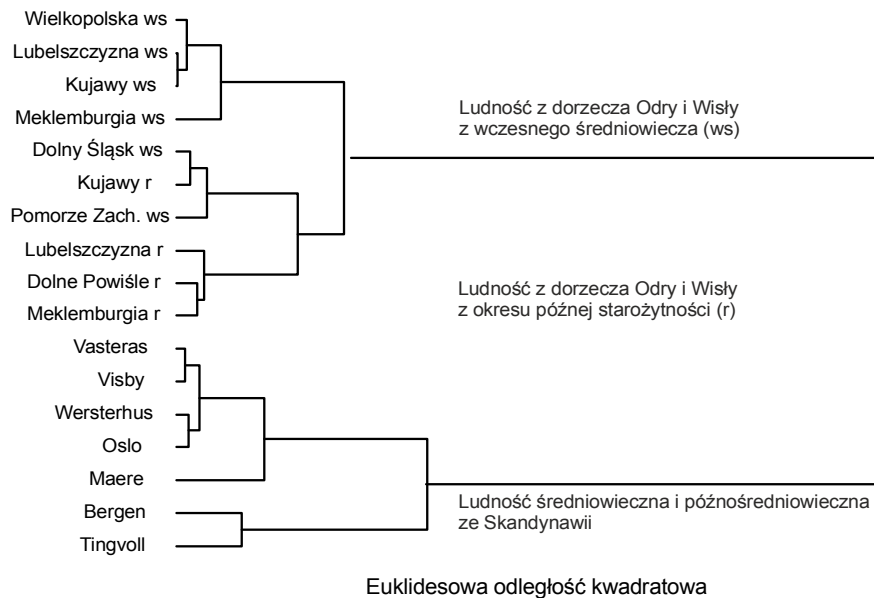 Wielkopolska ws
Lubelszczyzna ws
Kujawy ws
Meklemburgia ws
Dolny Śląsk ws
Kujawy r
Pomorze Zach. ws
Lubelszczyzna r
Dolne Powiśle r
Meklemburgia r
Vasteras
Visby
Wersterhus
Oslo
Maere
Bergen
Tingvoll
Ludność z dorzecza Odry i Wisły
z wczesnego średniowiecza (ws)
Ludność z dorzecza Odry i Wisły
z okresu późnej starożytności (r)
Ludność średniowieczna i późnośredniowieczna
ze Skandynawii
Euklidesowa odległość kwadratowa